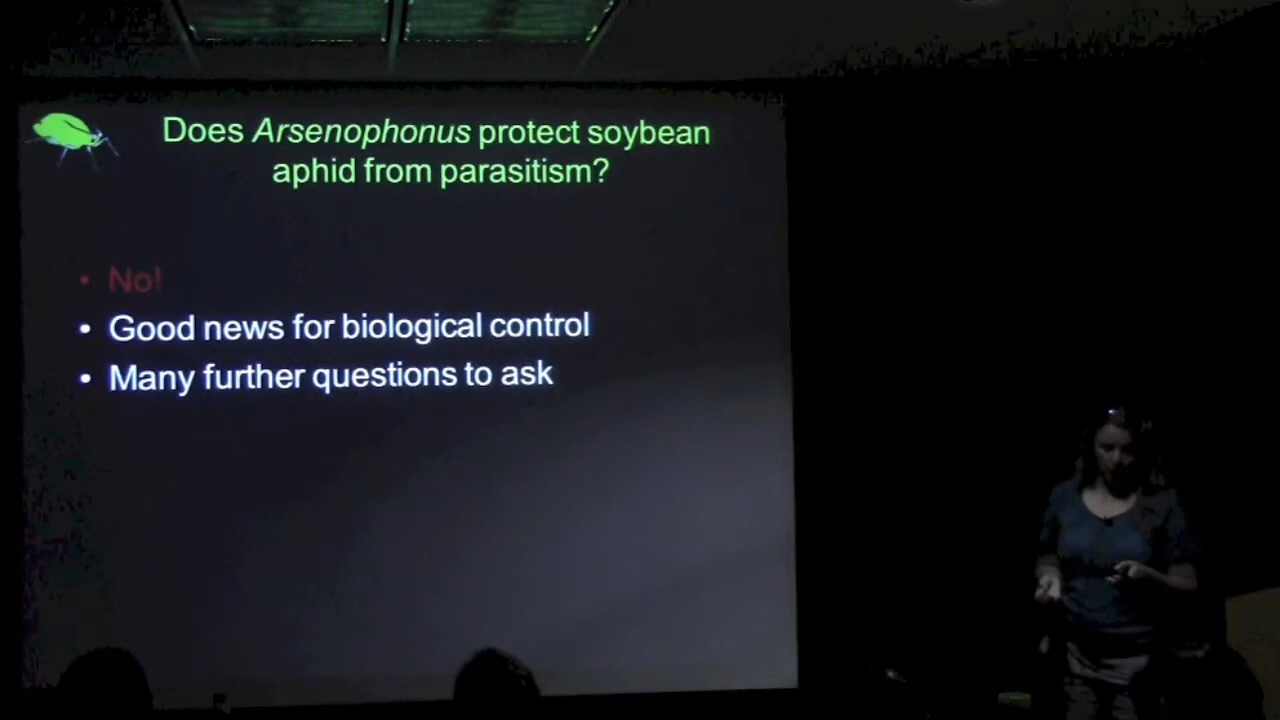 Does Arsenophonus protect soybean
aphid from parasitism?
• No!
• Good news for biological control
• Many further questions to ask